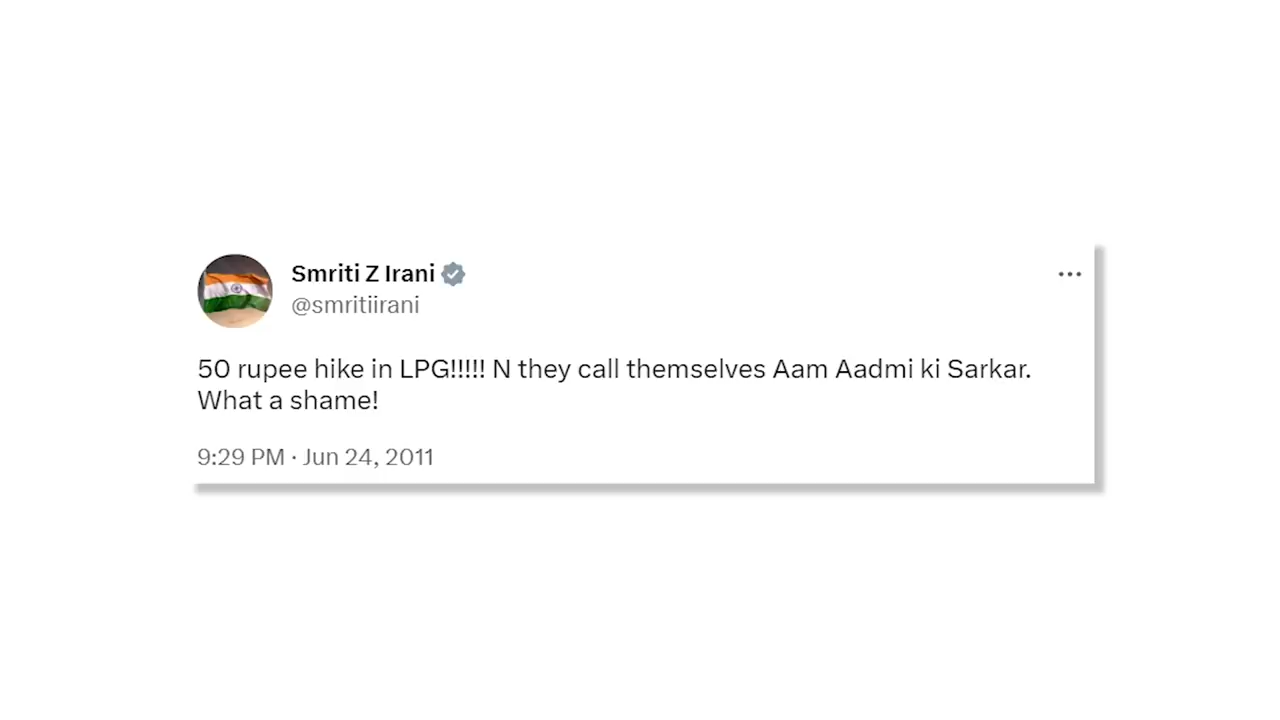 Smriti Z Irani
@smritiirani
50 rupee hike in LPG!!!!! N they call themselves Aam Aadmi ki Sarkar.
What a shame!
9:29 PM · Jun 24, 2011